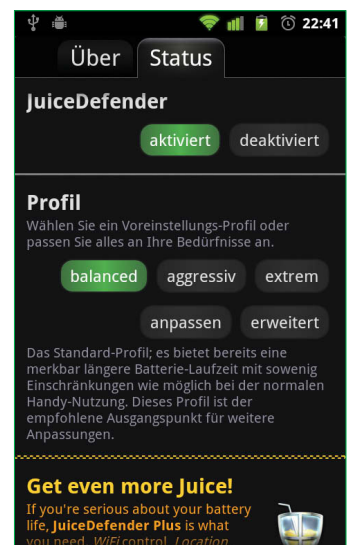 22:41
Über Status
JuiceDefender
aktiviert deaktiviert
Profil
Wählen Sie ein Voreinstellungs-Profil oder
passen Sie alles an Ihre Bedürfnisse an.
balanced aggressiv extrem
anpassen erweitert
Das Standard-Profil; es bietet bereits eine
merkbar längere Batterie-Laufzeit mit sowenig
Einschränkungen wie möglich bei der normalen
Handy-Nutzung. Dieses Profil ist der
empfohlene Ausgangspunkt für weitere
Anpassungen.
Get even more Juice!
If you're serious about your battery
life, JuiceDefender Plus is what
you need. WiFi control, Location